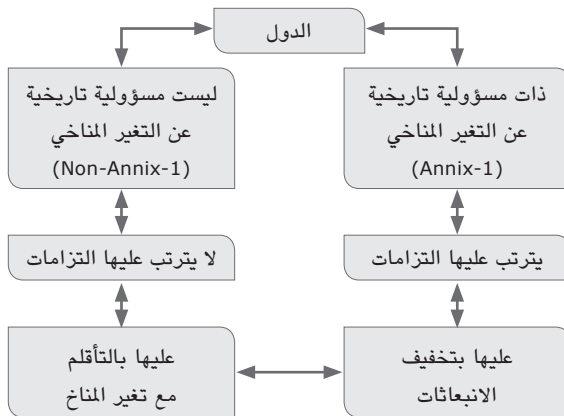 الدول
ذات مسؤولية تاريخية
عن التغير المناخي
(Annix-1)
ليست مسؤولية تاريخية
عن التغير المناخي
(Non-Annix-1)
يترتب عليها التزامات
لا يترتب عليها التزامات
عليها بتخفيف
الانبعاثات
عليها بالتأقلم
مع تغير المناخ